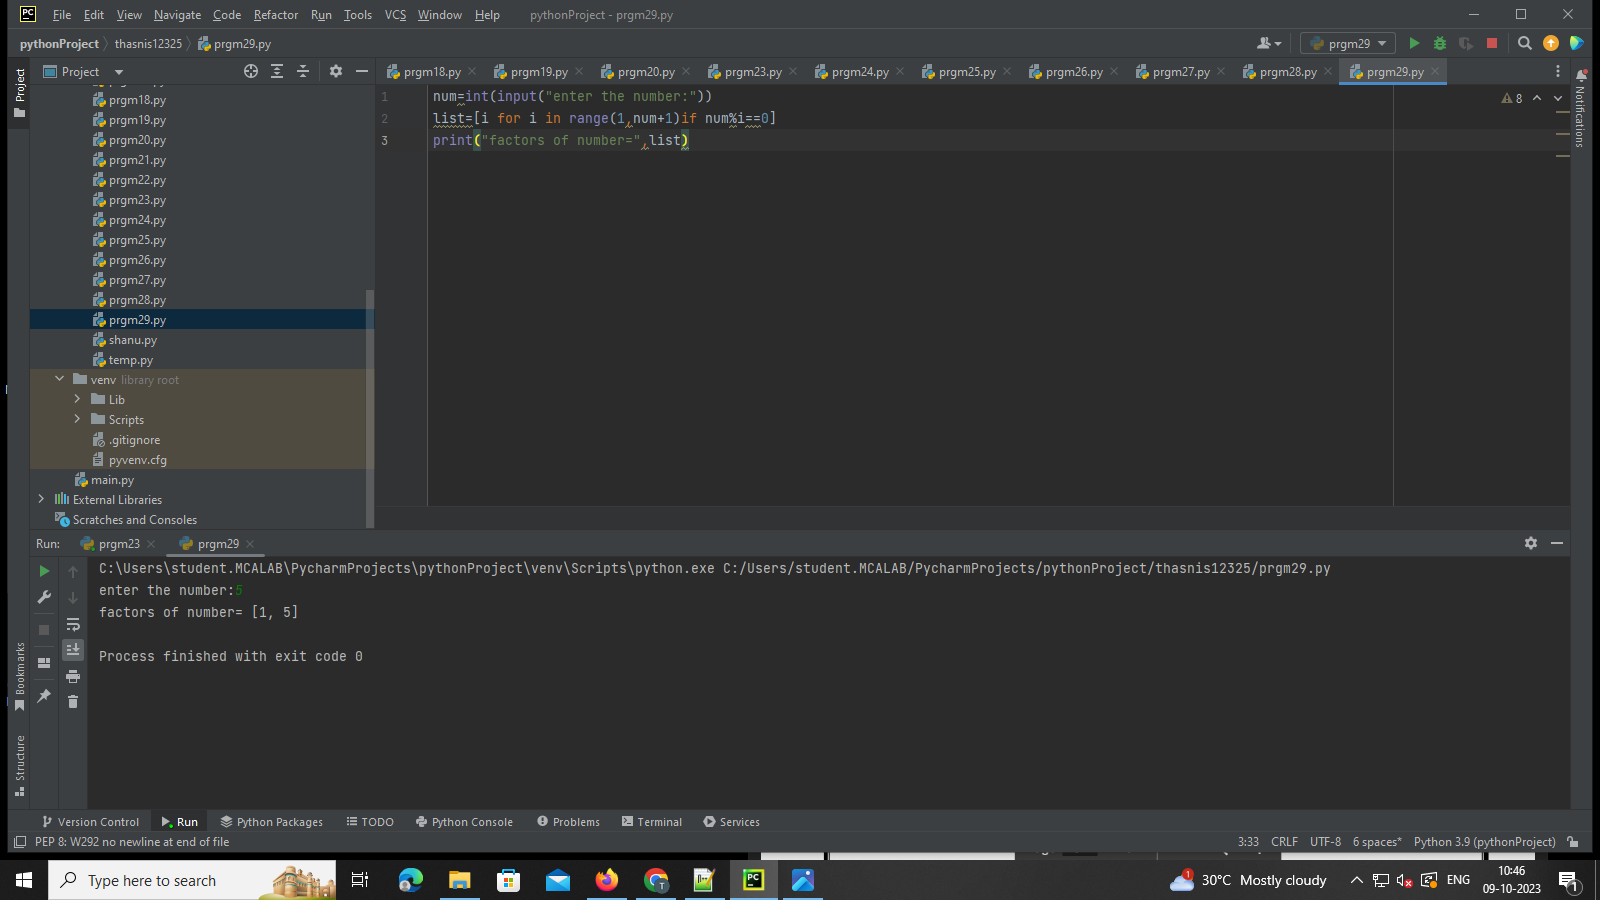 PC File Edit View Navigate Code Refactor Run Tools VCS Window Help pythonProject - prgm29.py
pythonProject thasnis12325 prgm29.py prgm29
Project prgm18.py prgm19.py prgm20.py prgm23.py prgm24.py prgm25.py prgm26.py prgm27.py prgm28.py prgm29.py
Project
Notifications
prgm18.py
prgm19.py
prgm20.py
prgm21.py
prgm22.py
prgm23.py
prgm24.py
prgm25.py
prgm26.py
prgm27.py
prgm28.py
prgm29.py
shanu.py
temp.py
venv library root
Lib
Scripts
.gitignore
pyvenv.cfg
main.py
External Libraries
Scratches and Consoles
1 num=int(input("enter the number:"))
2 list=[i for i in range(1,num+1)if num%i==0]
3 print("factors of number=",list)
8
Run: prgm23 prgm29
C:\Users\student.MCALAB\PycharmProjects\pythonProject\venv\Scripts\python.exe C:/Users/student.MCALAB/PycharmProjects/pythonProject/thasnis12325/prgm29.py
enter the number:5
factors of number= [1, 5]
Process finished with exit code 0
Bookmarks
Structure
Version Control Run Python Packages TODO Python Console Problems Terminal Services
PEP 8: W292 no newline at end of file 3:33 CRLF UTF-8 6 spaces* Python 3.9 (pythonProject)
Type here to search T PC 1 30°C Mostly cloudy ENG 10:46 1
09-10-2023